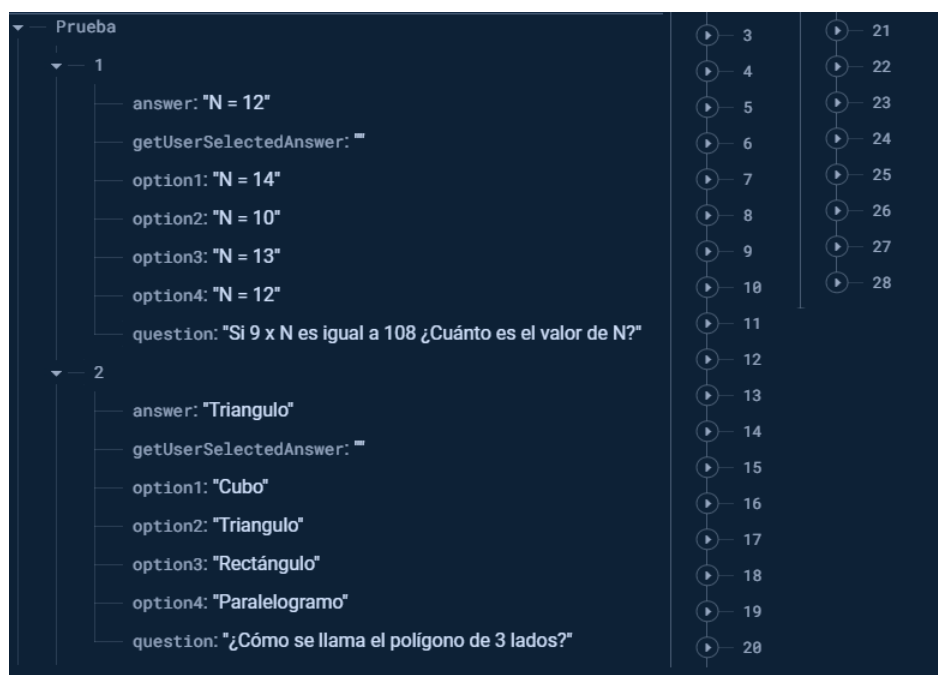 Prueba
1
answer: "N = 12"
getUserSelectedAnswer: ""
option1: "N = 14"
option2: "N = 10"
option3: "N = 13"
option4: "N = 12"
question: "Si 9 x N es igual a 108 ¿Cuánto es el valor de N?"
2
answer: "Triangulo"
getUserSelectedAnswer: ""
option1: "Cubo"
option2: "Triangulo"
option3: "Rectángulo"
option4: "Paralelogramo"
question: "¿Cómo se llama el polígono de 3 lados?"
3
4
5
6
7
8
9
10
11
12
13
14
15
16
17
18
19
20
21
22
23
24
25
26
27
28